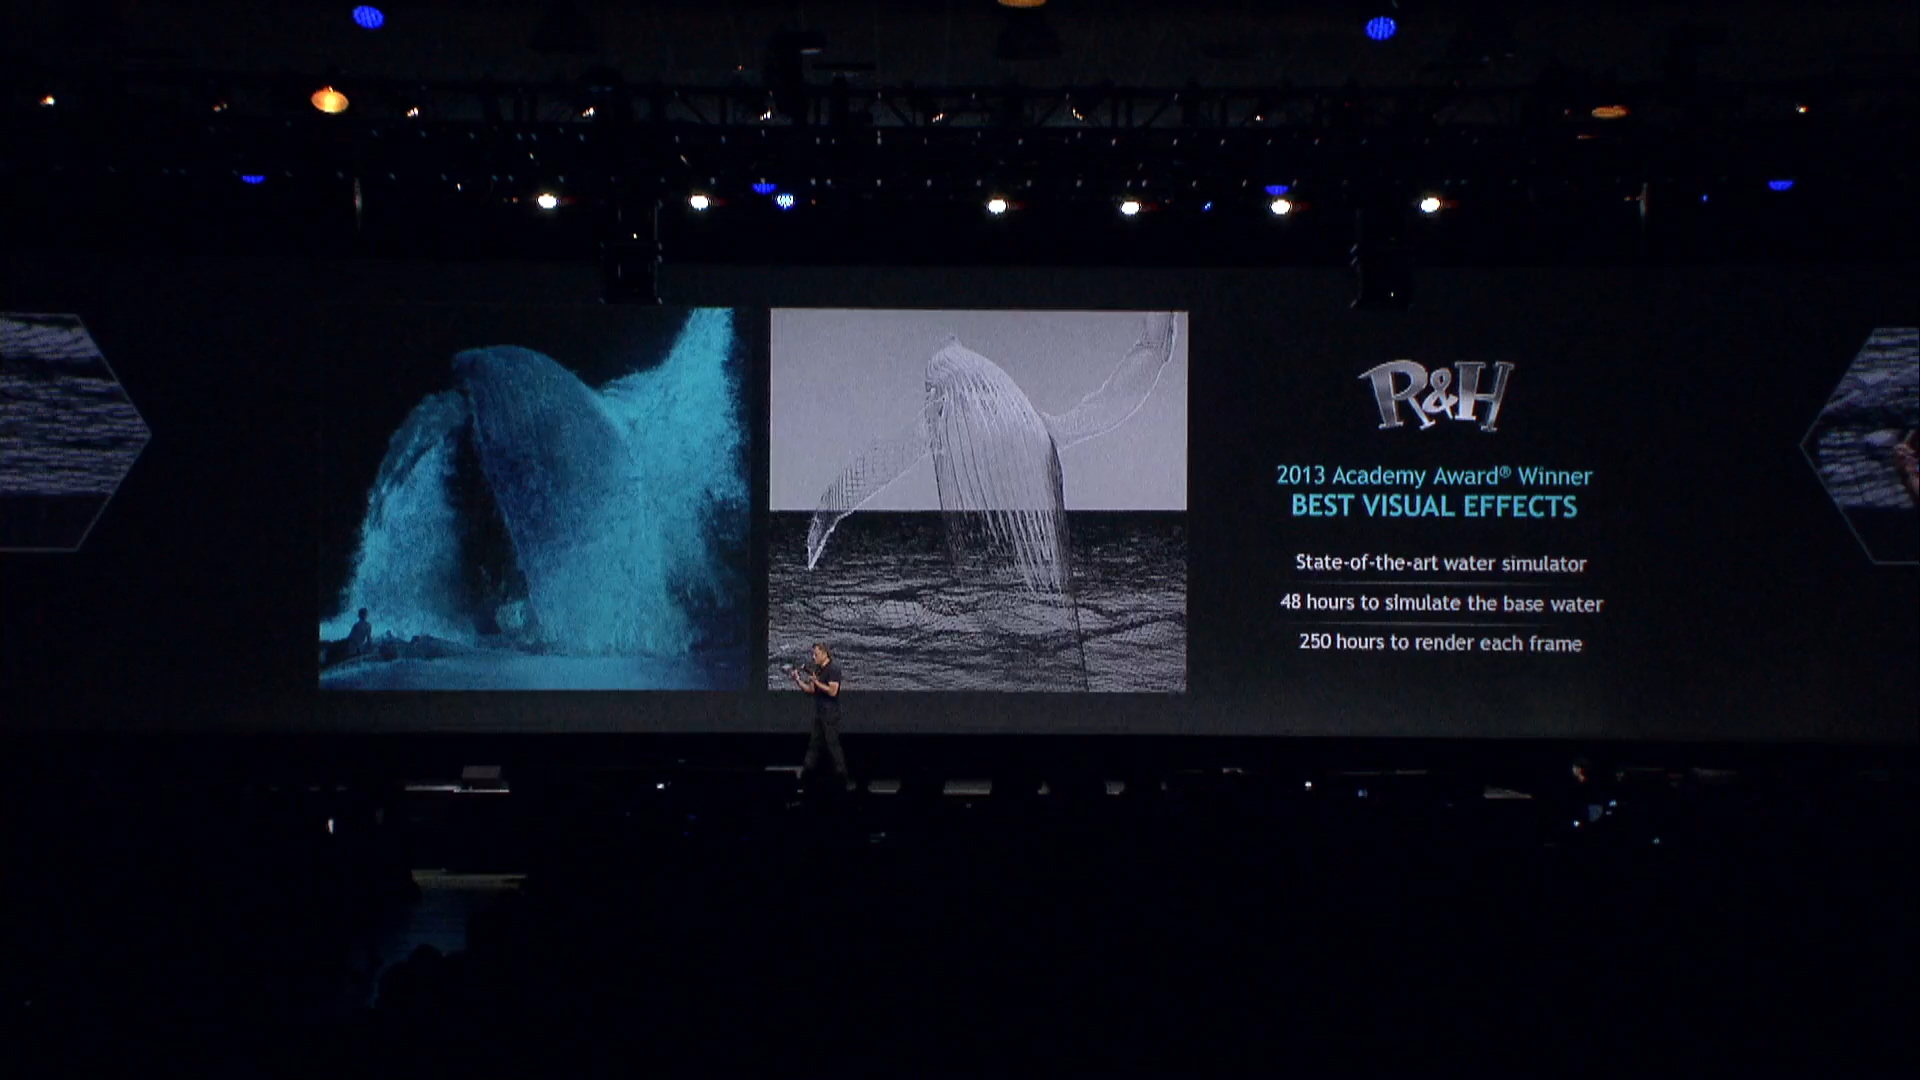 R&H
2013 Academy Award® Winner
BEST VISUAL EFFECTS
State-of-the-art water simulator
48 hours to simulate the base water
250 hours to render each frame